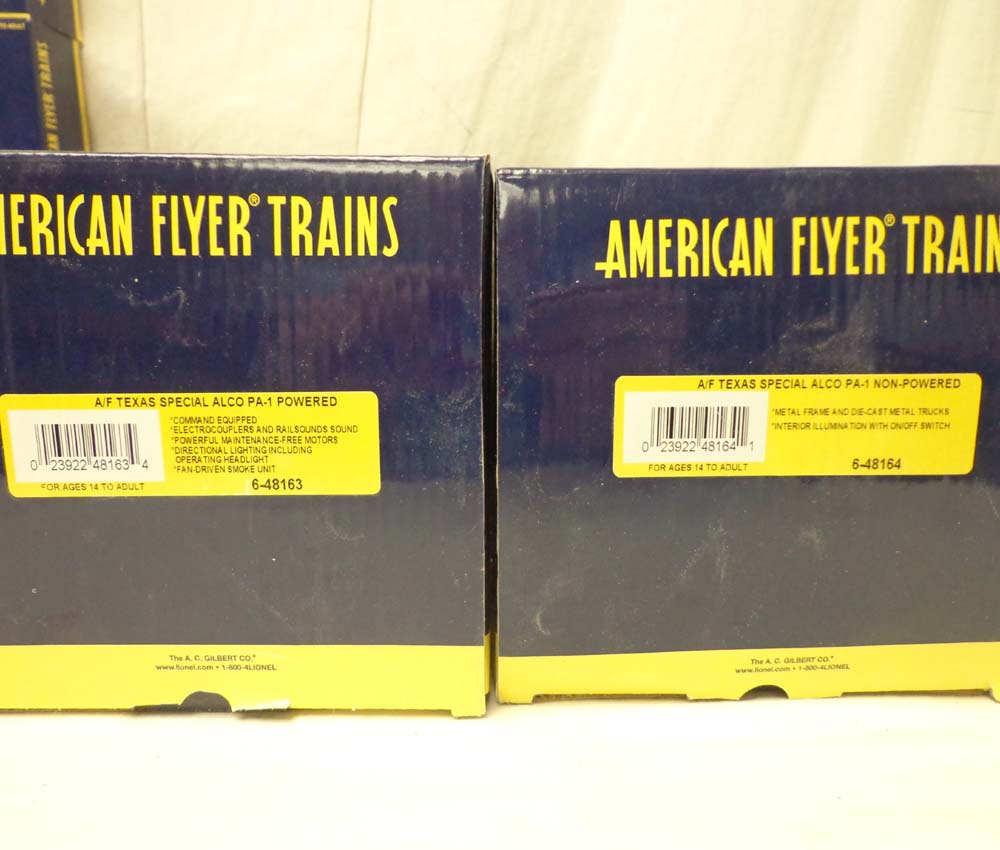 AN FLYER TRAINS
MERICAN FLYER® TRAINS
A/F TEXAS SPECIAL ALCO PA-1 POWERED
*COMMAND EQUIPPED
*ELECTROCOUPLERS AND RAILSOUNDS SOUND
*POWERFUL MAINTENANCE-FREE MOTORS
*DIRECTIONAL LIGHTING INCLUDING
OPERATING HEADLIGHT
*FAN-DRIVEN SMOKE UNIT
0 23922 48163 4
FOR AGES 14 TO ADULT
6-48163
The A. C. GILBERT CO.®
www.lionel.com • 1-800-4LIONEL
AMERICAN FLYER® TRAIN
A/F TEXAS SPECIAL ALCO PA-1 NON-POWERED
*METAL FRAME AND DIE-CAST METAL TRUCKS
*INTERIOR ILLUMINATION WITH ON/OFF SWITCH
0 23922 48164 1
FOR AGES 14 TO ADULT
6-48164
The A. C. GILBERT CO.®
www.lionel.com • 1-800-4LIONEL